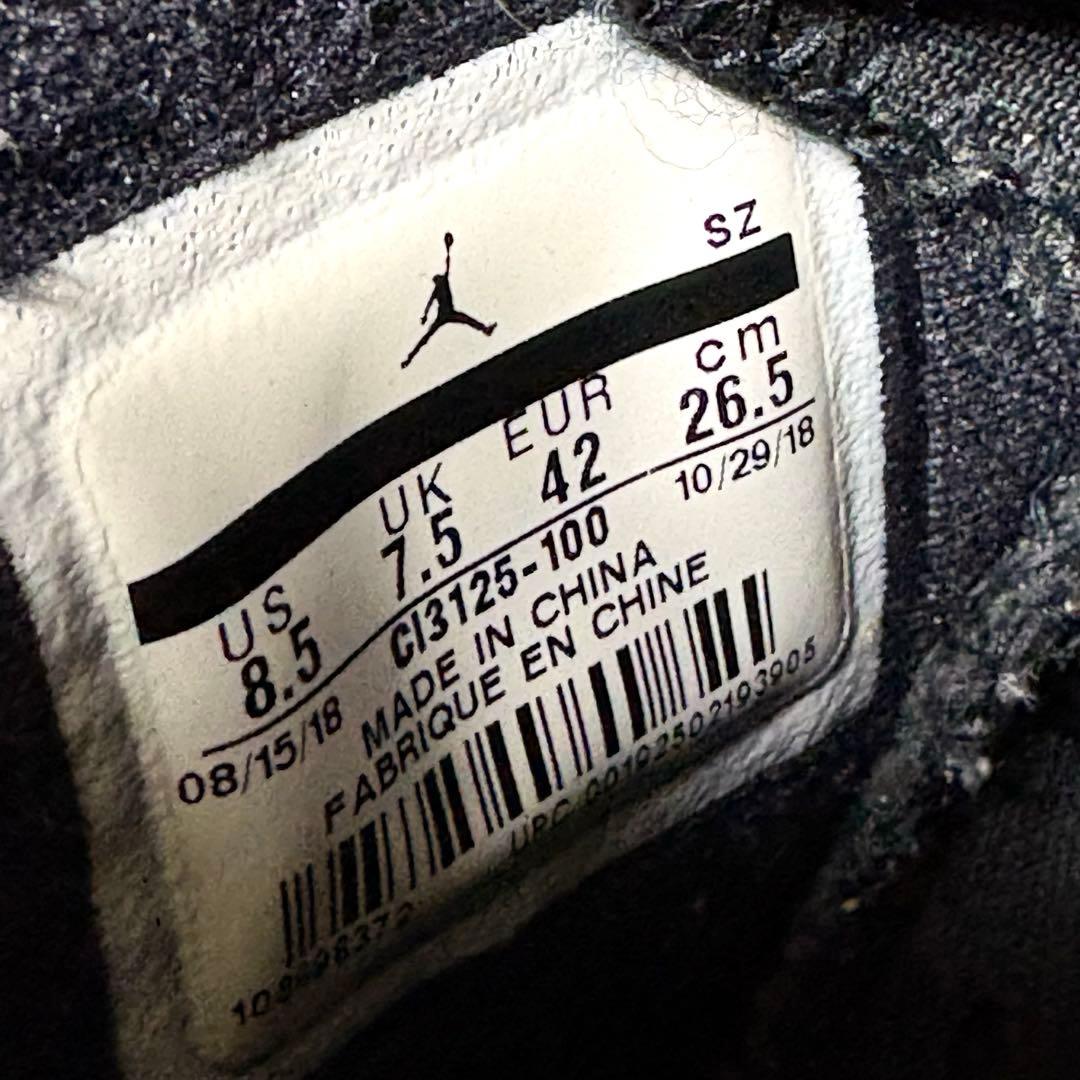 SZ
US UK EUR cm
8.5 7.5 42 26.5
08/15/18 CI3125-100 10/29/18
MADE IN CHINA
FABRIQUE EN CHINE
UPC